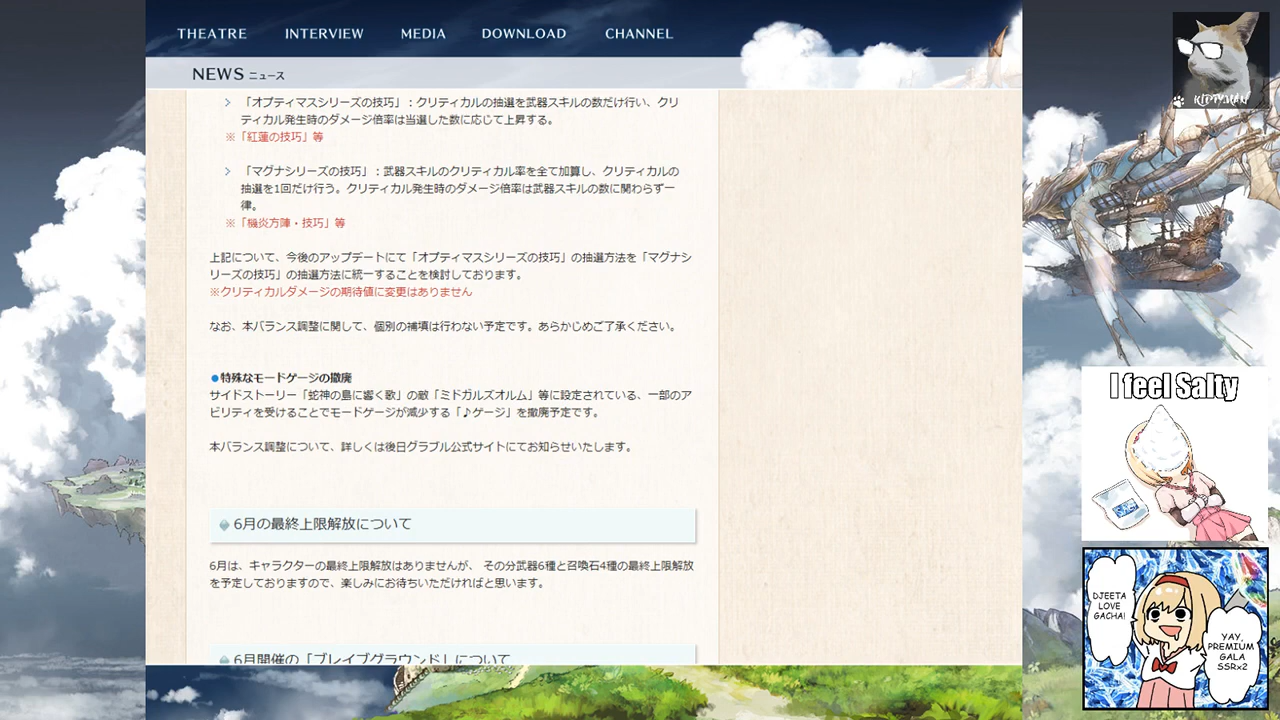 THEATRE INTERVIEW MEDIA DOWNLOAD CHANNEL
NEWS ニュース
「オプティマスシリーズの技巧」：クリティカルの抽選を武器スキルの数だけ行い、クリ
ティカル発生時のダメージ倍率は当選した数に応じて上昇する。
※「紅蓮の技巧」等
「マグナシリーズの技巧」：武器スキルのクリティカル率を全て加算し、クリティカルの
抽選を1回だけ行う。クリティカル発生時のダメージ倍率は武器スキルの数に関わらず一
律。
※「機炎方陣・技巧」等
上記について、今後のアップデートにて「オプティマスシリーズの技巧」の抽選方法を「マグナシ
リーズの技巧」の抽選方法に統一することを検討しております。
※クリティカルダメージの期待値に変更はありません
なお、本バランス調整に関して、個別の補填は行わない予定です。あらかじめご了承ください。
●特殊なモードゲージの撤廃
サイドストーリー「蛇神の島に響く歌」の敵「ミドガルズオルム」等に設定されている、一部のア
ビリティを受けることでモードゲージが減少する「♪ゲージ」を撤廃予定です。
本バランス調整について、詳しくは後日グラブル公式サイトにてお知らせいたします。
6月の最終上限解放について
6月は、キャラクターの最終上限解放はありませんが、 その分武器6種と召喚石4種の最終上限解放
を予定しておりますので、楽しみにお待ちいただければと思います。
6月開催の「ブレイブグラウンド」について
KIPTYMAN
I feel Salty
DJEETA
LOVE
GACHA!
YAY,
PREMIUM
GALA
SSRx2